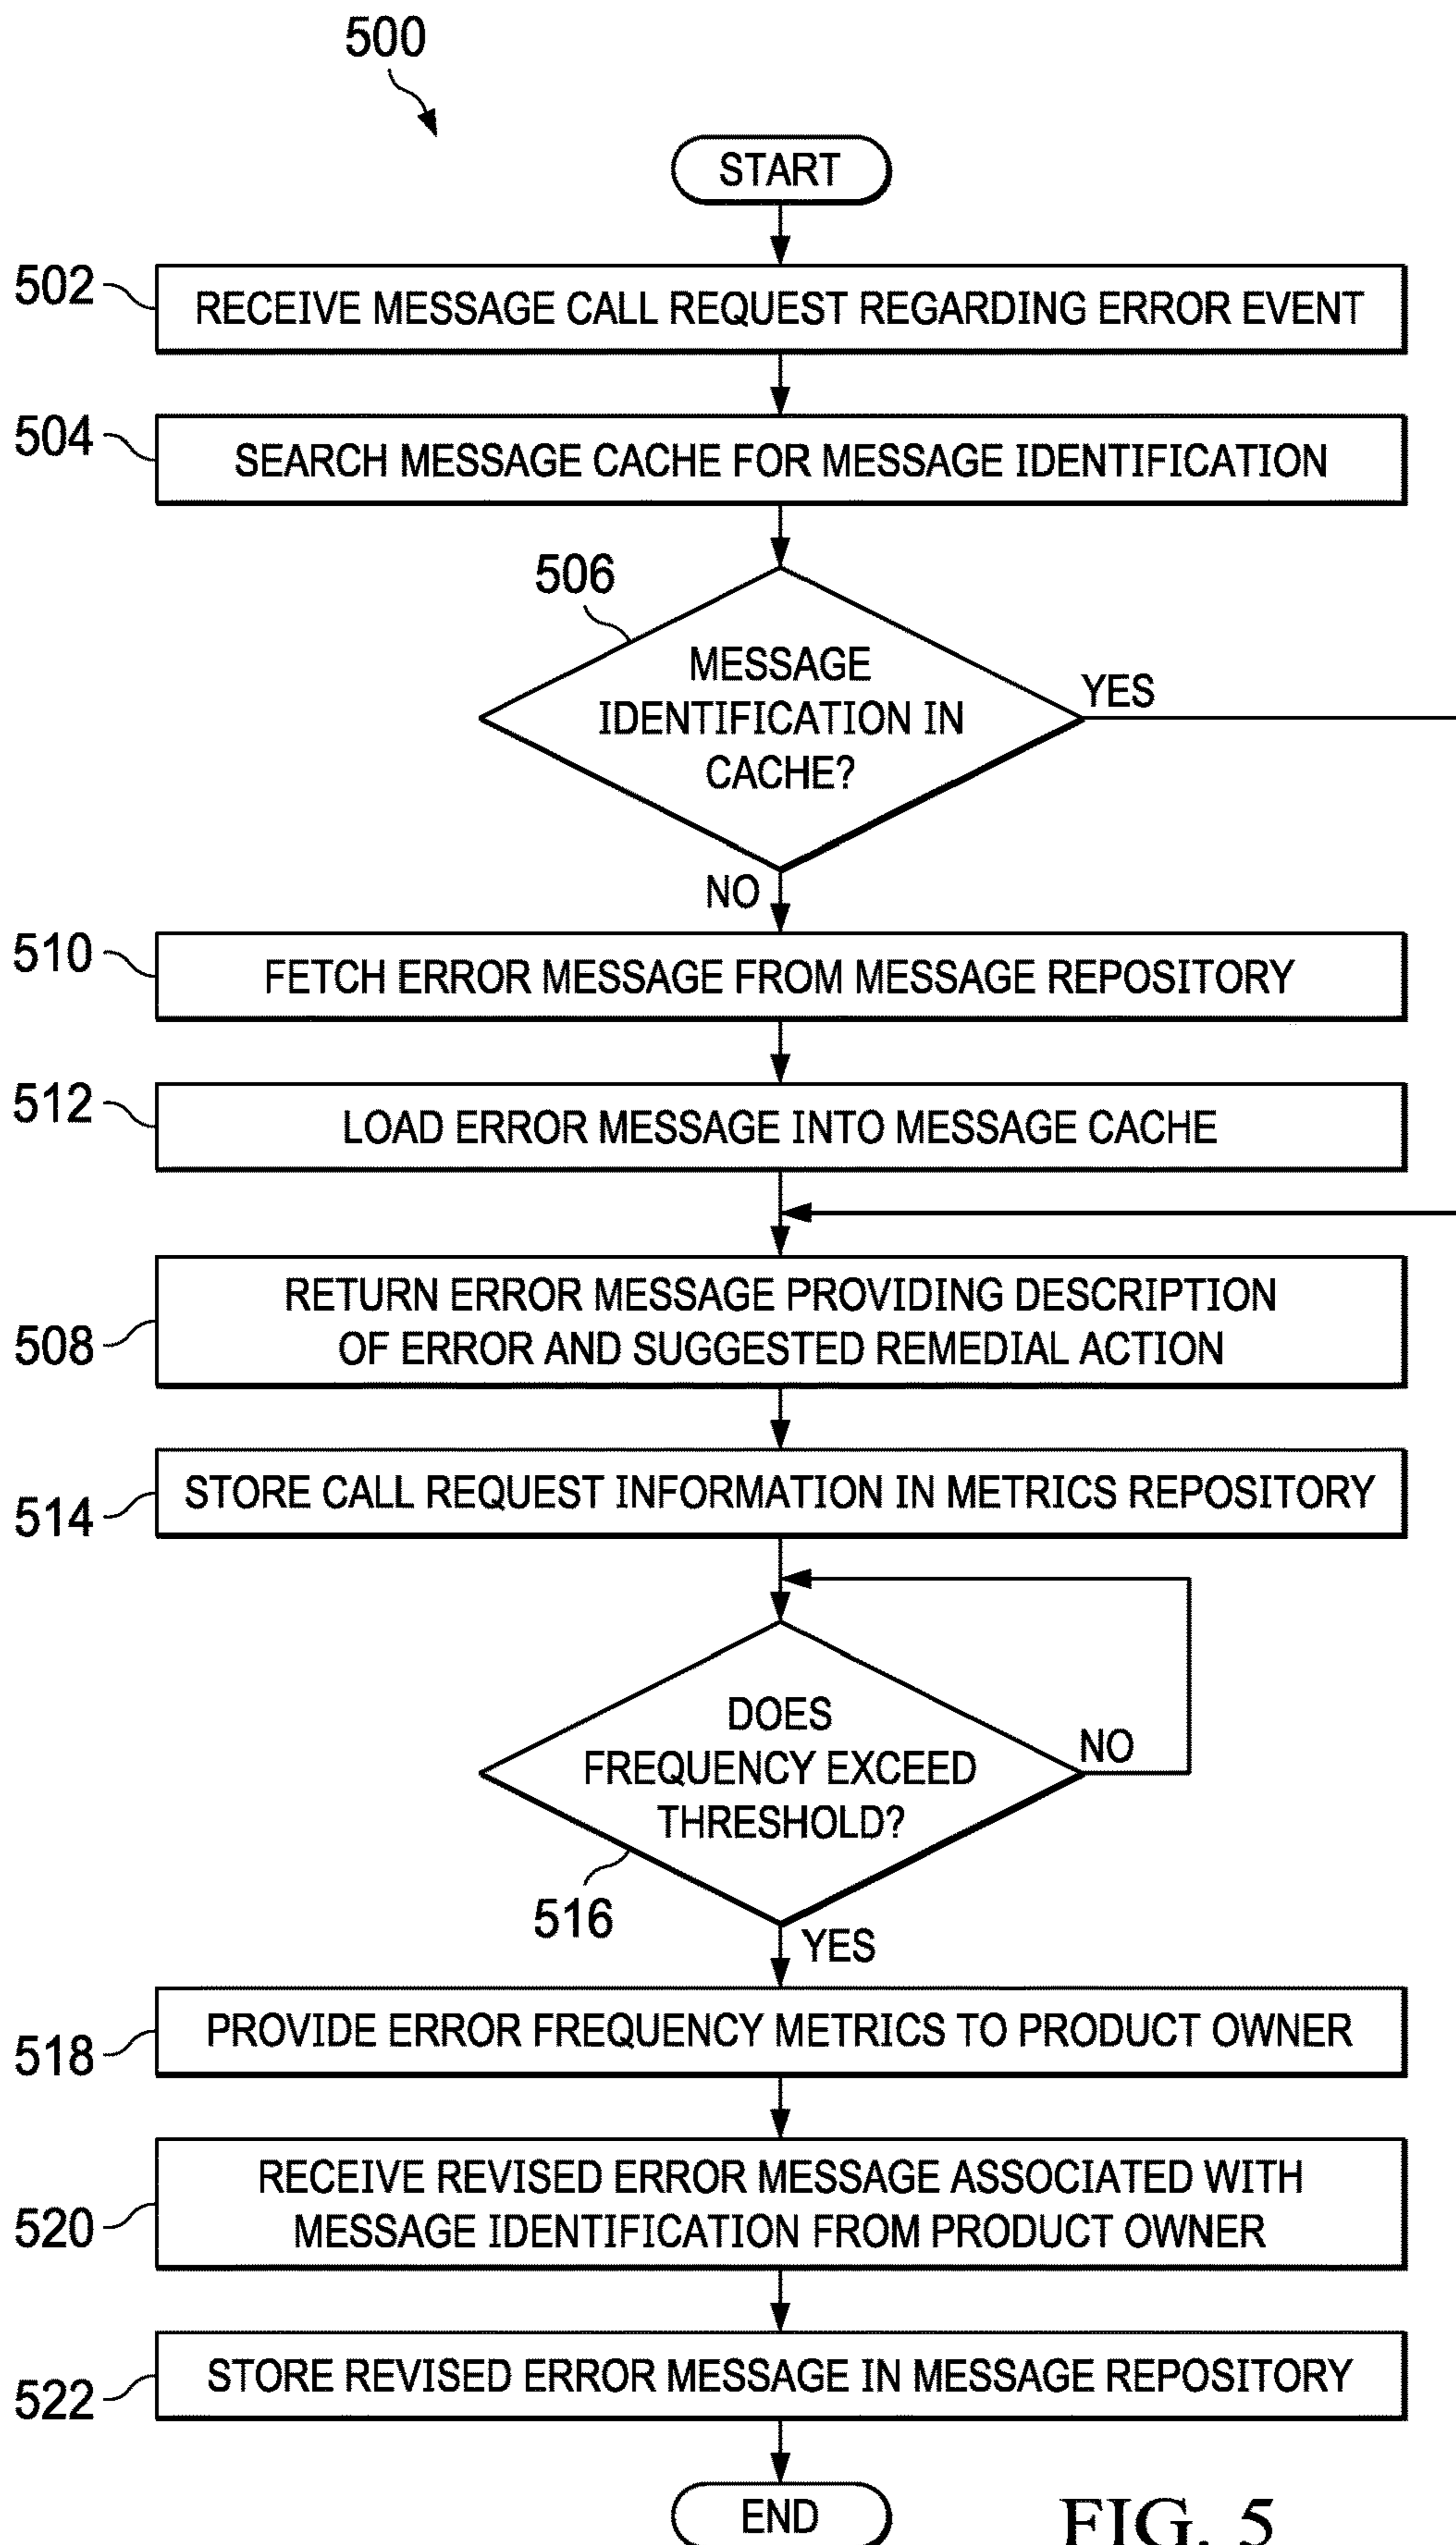 500
START
502
RECEIVE MESSAGE CALL REQUEST REGARDING ERROR EVENT
504
SEARCH MESSAGE CACHE FOR MESSAGE IDENTIFICATION
506
MESSAGE
IDENTIFICATION IN
CACHE?
YES
NO
510
FETCH ERROR MESSAGE FROM MESSAGE REPOSITORY
512
LOAD ERROR MESSAGE INTO MESSAGE CACHE
508
RETURN ERROR MESSAGE PROVIDING DESCRIPTION
OF ERROR AND SUGGESTED REMEDIAL ACTION
514
STORE CALL REQUEST INFORMATION IN METRICS REPOSITORY
DOES
FREQUENCY EXCEED
THRESHOLD?
NO
516
YES
518
PROVIDE ERROR FREQUENCY METRICS TO PRODUCT OWNER
520
RECEIVE REVISED ERROR MESSAGE ASSOCIATED WITH
MESSAGE IDENTIFICATION FROM PRODUCT OWNER
522
STORE REVISED ERROR MESSAGE IN MESSAGE REPOSITORY
END
FIG. 5